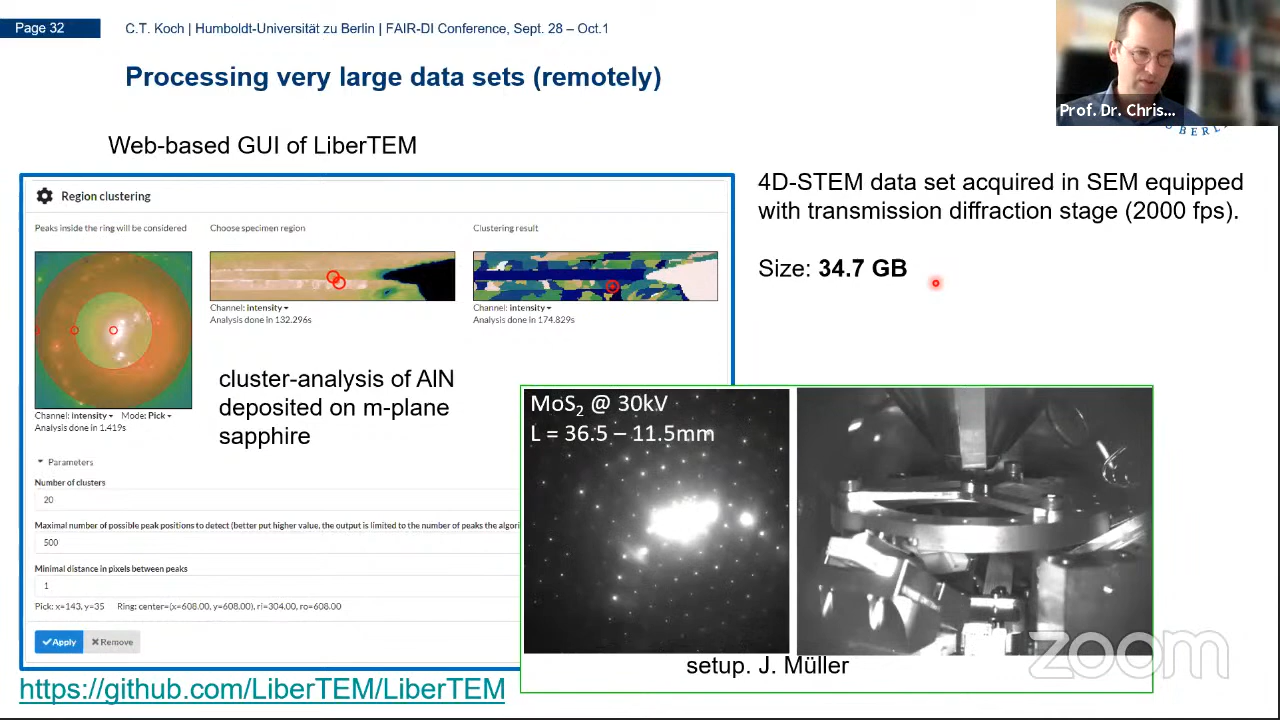 Page 32
C.T. Koch | Humboldt-Universität zu Berlin | FAIR-DI Conference, Sept. 28 – Oct.1
Processing very large data sets (remotely)
Prof. Dr. Chris...
BERL
Web-based GUI of LiberTEM
4D-STEM data set acquired in SEM equipped
with transmission diffraction stage (2000 fps).
Size: 34.7 GB
Region clustering
Peaks inside the ring will be considered
Choose specimen region
Clustering result
Channel: intensity
Analysis done in 132.296s
Channel: intensity
Analysis done in 174.829s
cluster-analysis of AlN
deposited on m-plane
sapphire
Channel: intensity Mode: Pick
Analysis done in 1.419s
Parameters
Number of clusters
20
Maximal number of possible peak positions to detect (better put higher value, the output is limited to the number of peaks the algori
500
Minimal distance in pixels between peaks
1
Pick: x=143, y=35 Ring: center=(x=608.00, y=608.00), ri=304.00, ro=608.00
Apply Remove
MoS₂ @ 30kV
L = 36.5 – 11.5mm
zoom
setup. J. Müller
https://github.com/LiberTEM/LiberTEM